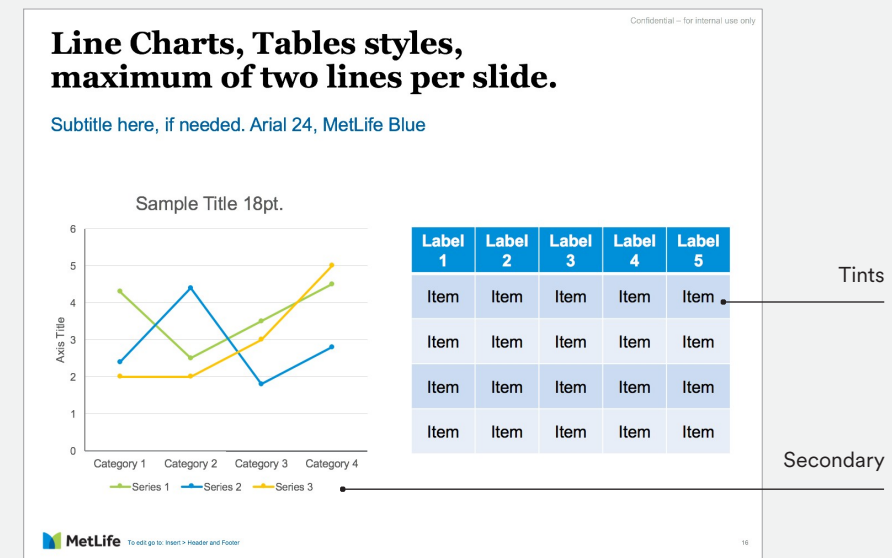 Confidential – for internal use only
Line Charts, Tables styles,
maximum of two lines per slide.
Subtitle here, if needed. Arial 24, MetLife Blue
Sample Title 18pt.
6
5
4
3
2
1
0
Axis Title
Category 1 Category 2 Category 3 Category 4
Series 1 Series 2 Series 3
Label 1 Label 2 Label 3 Label 4 Label 5
Item Item Item Item Item
Item Item Item Item Item
Item Item Item Item Item
Item Item Item Item Item
Tints
Secondary
MetLife To edit go to: Insert > Header and Footer
16